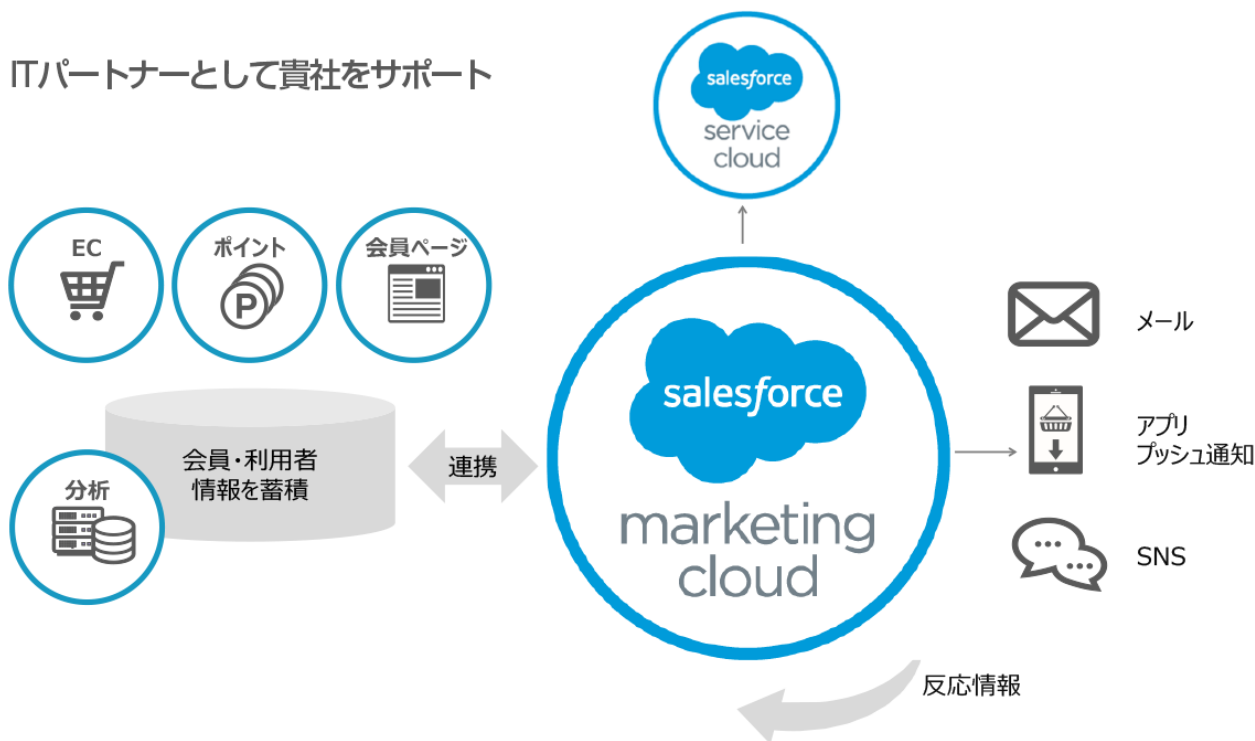 ITパートナーとして貴社をサポート
salesforce
service
cloud
EC
ポイント
P
会員ページ
会員・利用者
情報を蓄積
分析
連携
salesforce
marketing
cloud
メール
アプリ
プッシュ通知
SNS
反応情報